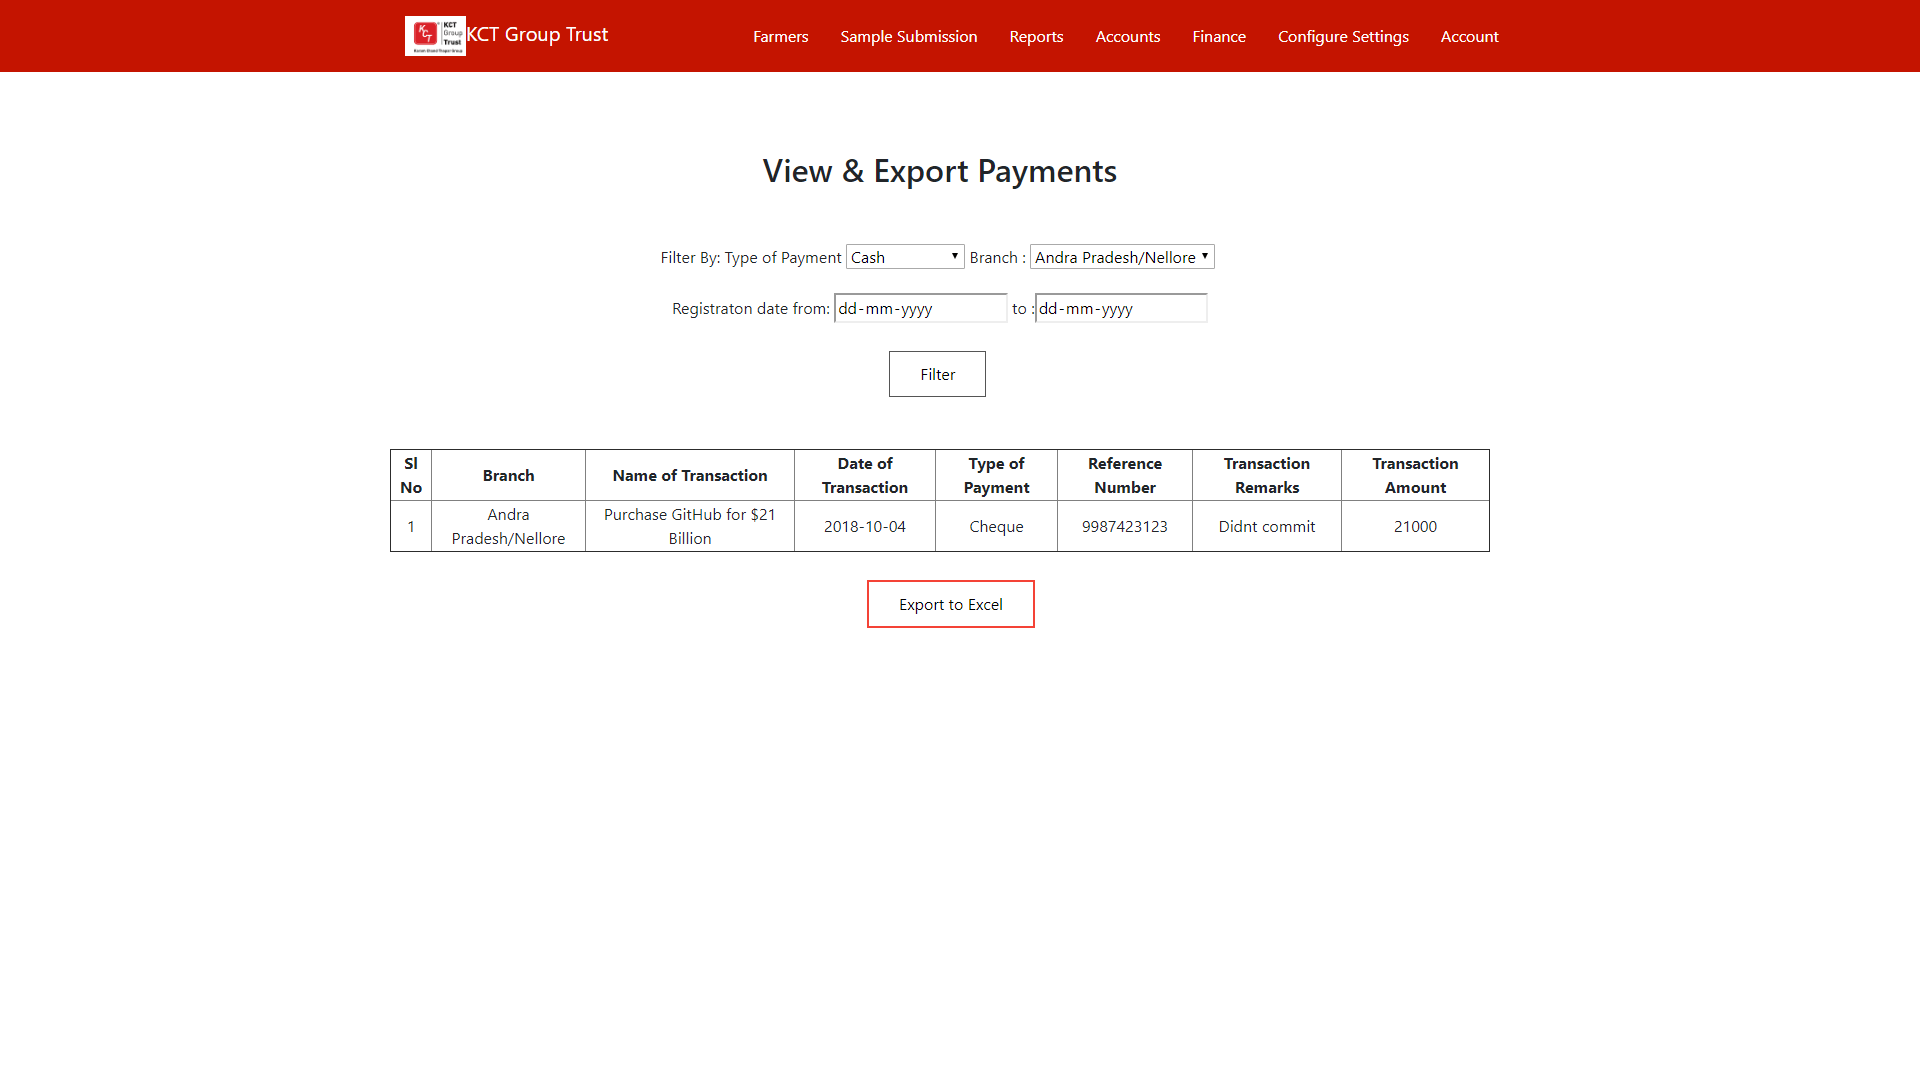 KCT Group Trust KCT Group Trust Farmers Sample Submission Reports Accounts Finance Configure Settings Account
View & Export Payments
Filter By: Type of Payment Cash Branch : Andra Pradesh/Nellore
Registraton date from: dd-mm-yyyy to :dd-mm-yyyy
Filter
Sl No Branch Name of Transaction Date of Transaction Type of Payment Reference Number Transaction Remarks Transaction Amount
1 Andra Pradesh/Nellore Purchase GitHub for $21 Billion 2018-10-04 Cheque 9987423123 Didnt commit 21000
Export to Excel